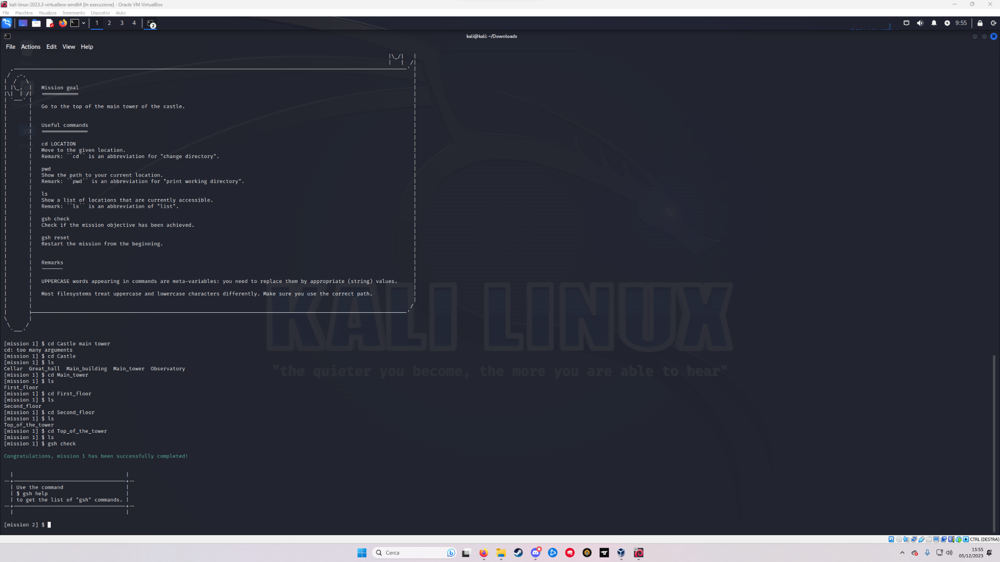 kali-linux-2023.3-virtualbox-amd64 [In esecuzione] - Oracle VM VirtualBox
File Macchina Visualizza Inserimento Dispositivi Aiuto
1 2 3 4 2 9:55
kali@kali: ~/Downloads
File Actions Edit View Help
Mission goal
Go to the top of the main tower of the castle.
Useful commands
cd LOCATION
Move to the given location.
Remark: ``cd`` is an abbreviation for "change directory".
pwd
Show the path to your current location.
Remark: ``pwd`` is an abbreviation for "print working directory".
ls
Show a list of locations that are currently accessible.
Remark: ``ls`` is an abbreviation of "list".
gsh check
Check if the mission objective has been achieved.
gsh reset
Restart the mission from the beginning.
Remarks
UPPERCASE words appearing in commands are meta-variables: you need to replace them by appropriate (string) values.
Most filesystems treat uppercase and lowercase characters differently. Make sure you use the correct path.
KALI LINUX
"the quieter you become, the more you are able to hear"
[mission 1] $ cd Castle main tower
cd: too many arguments
[mission 1] $ cd Castle
[mission 1] $ ls
Cellar Great_hall Main_building Main_tower Observatory
[mission 1] $ cd Main_tower
[mission 1] $ ls
First_floor
[mission 1] $ cd First_floor
[mission 1] $ ls
Second_floor
[mission 1] $ cd Second_floor
[mission 1] $ ls
Top_of_the_tower
[mission 1] $ cd Top_of_the_tower
[mission 1] $ ls
[mission 1] $ gsh check
Congratulations, mission 1 has been successfully completed!
Use the command
$ gsh help
to get the list of "gsh" commands.
[mission 2] $
CTRL (DESTRA)
Cerca
15:55
05/12/2023